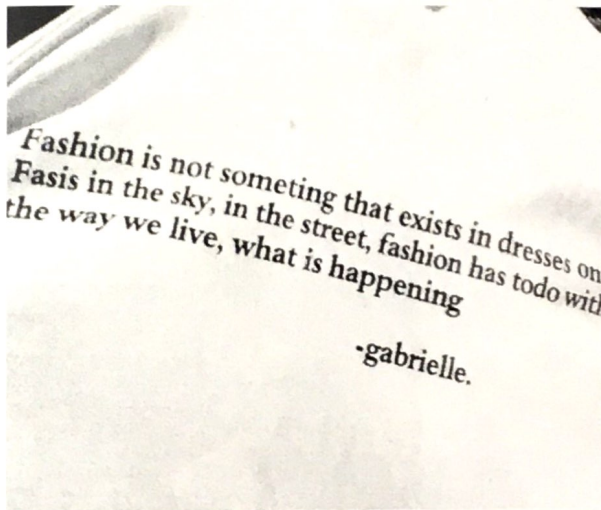 Fashion is not someting that exists in dresses on
Fasis in the sky, in the street, fashion has todo with
the way we live, what is happening
-gabrielle.